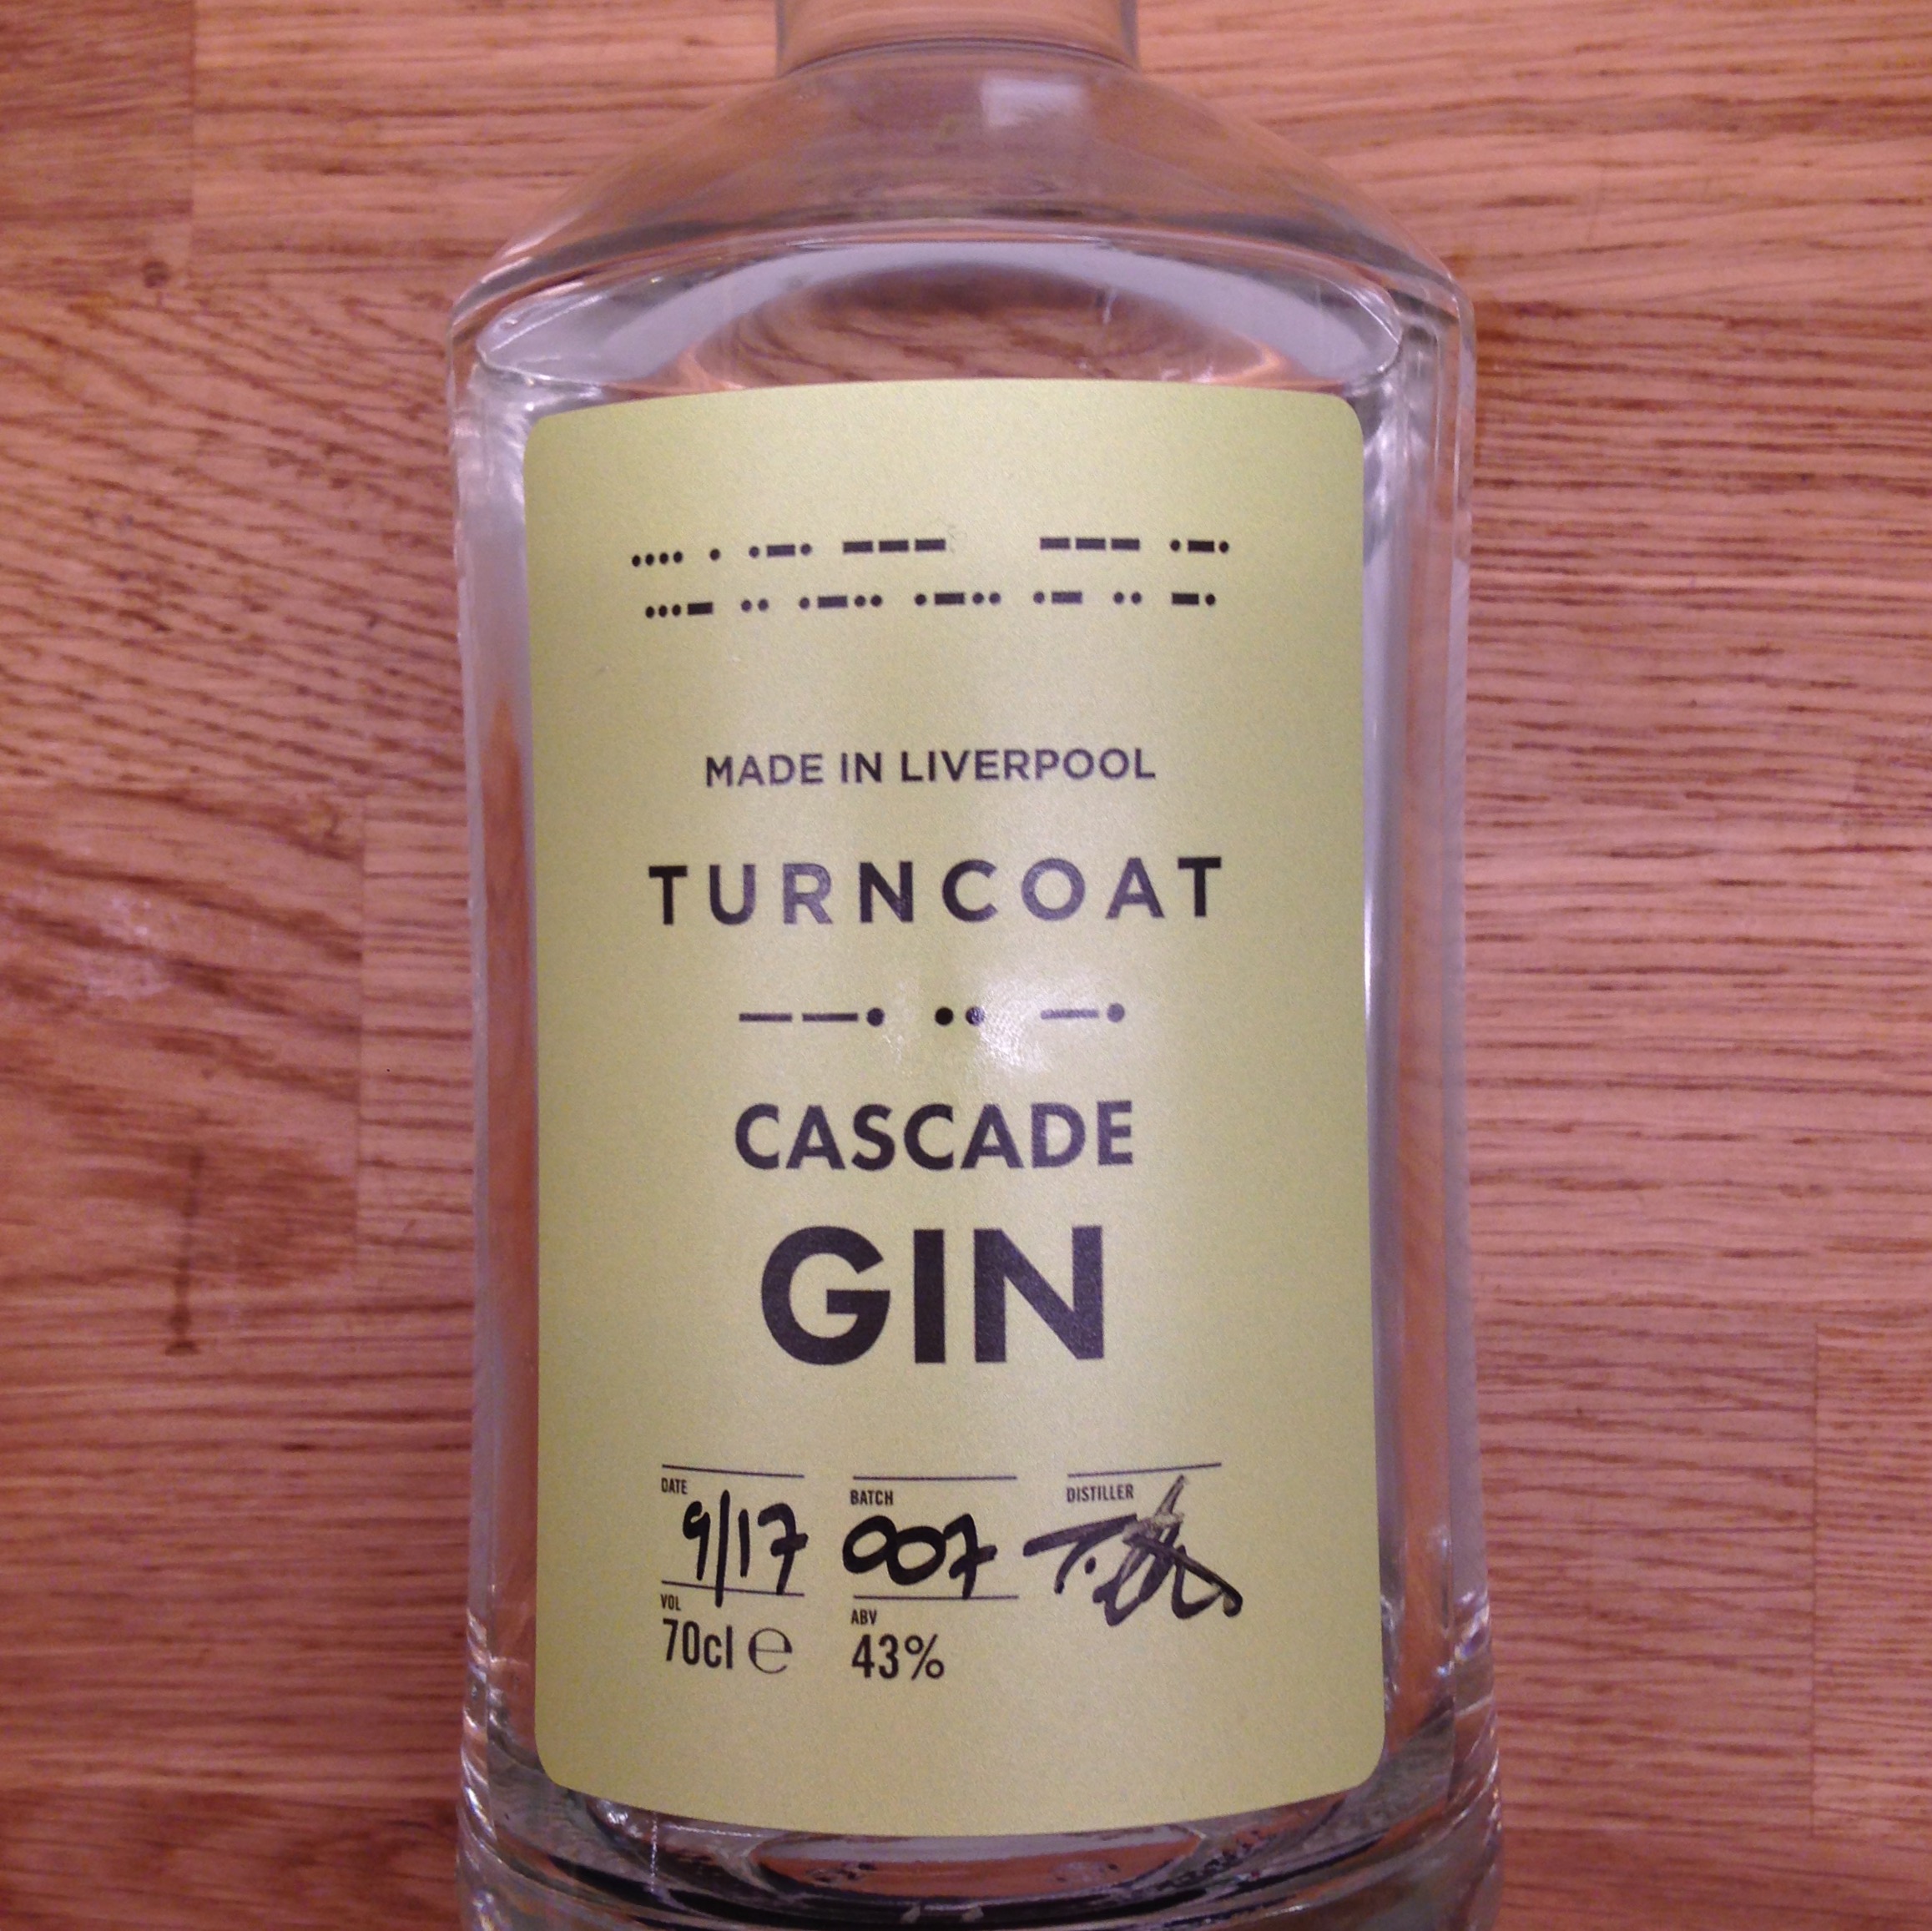 •••• • •—• ——— ——— •—•
•••— •• •—•• •—•• •— •• —•
MADE IN LIVERPOOL
TURNCOAT
——• •• —•
CASCADE
GIN
DATE BATCH DISTILLER
9/17 007
VOL ABV
70cl ℮ 43%